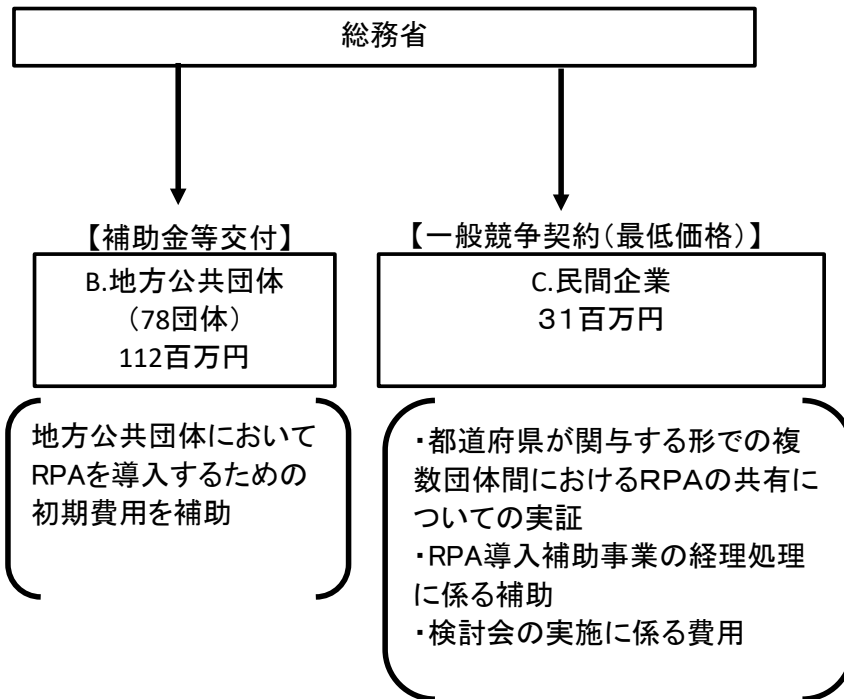 総務省
【補助金等交付】
B.地方公共団体
（78団体）
112百万円
地方公共団体において
RPAを導入するための
初期費用を補助
【一般競争契約（最低価格）】
C.民間企業
３１百万円
・都道府県が関与する形での複
数団体間におけるRPAの共有に
ついての実証
・RPA導入補助事業の経理処理
に係る補助
・検討会の実施に係る費用